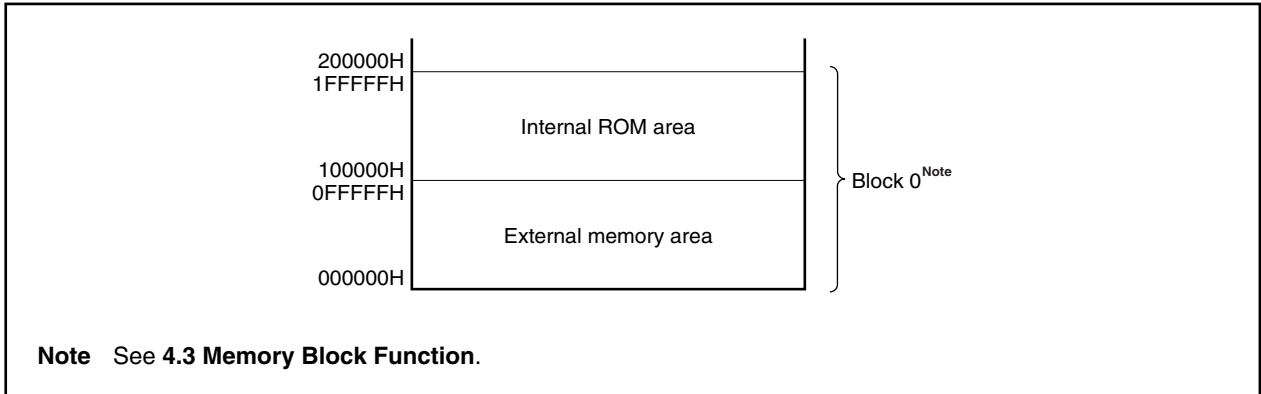 200000H
1FFFFFH
Internal ROM area
100000H
0FFFFFH
Block 0Note
External memory area
000000H
Note See 4.3 Memory Block Function.